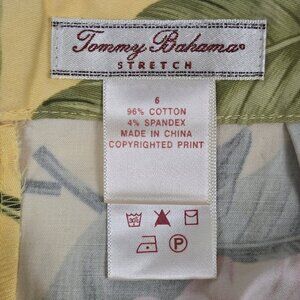 Tommy Bahama®
STRETCH
6
96% COTTON
4% SPANDEX
MADE IN CHINA
COPYRIGHTED PRINT
P